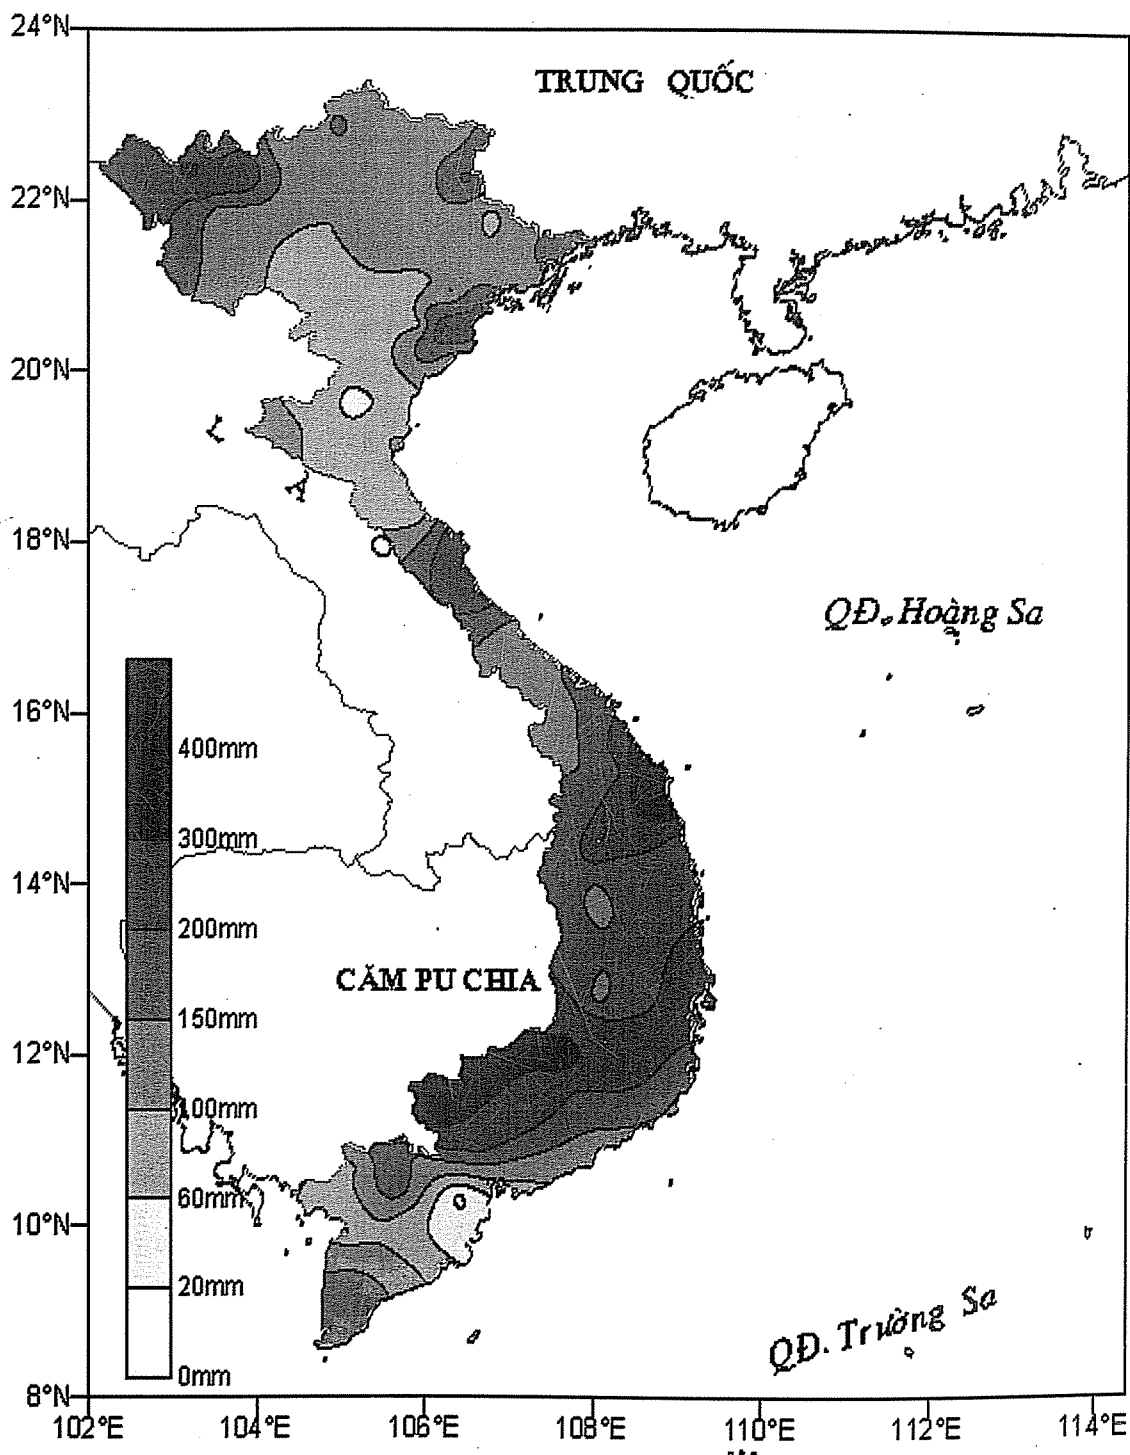 24°N
TRUNG QUỐC
22°N
20°N
18°N
QĐ. Hoàng Sa
16°N
400mm
300mm
14°N
200mm
CĂM PU CHIA
150mm
12°N
100mm
60mm
10°N
20mm
QĐ. Trường Sa
0mm
8°N
102°E 104°E 106°E 108°E 110°E 112°E 114°E